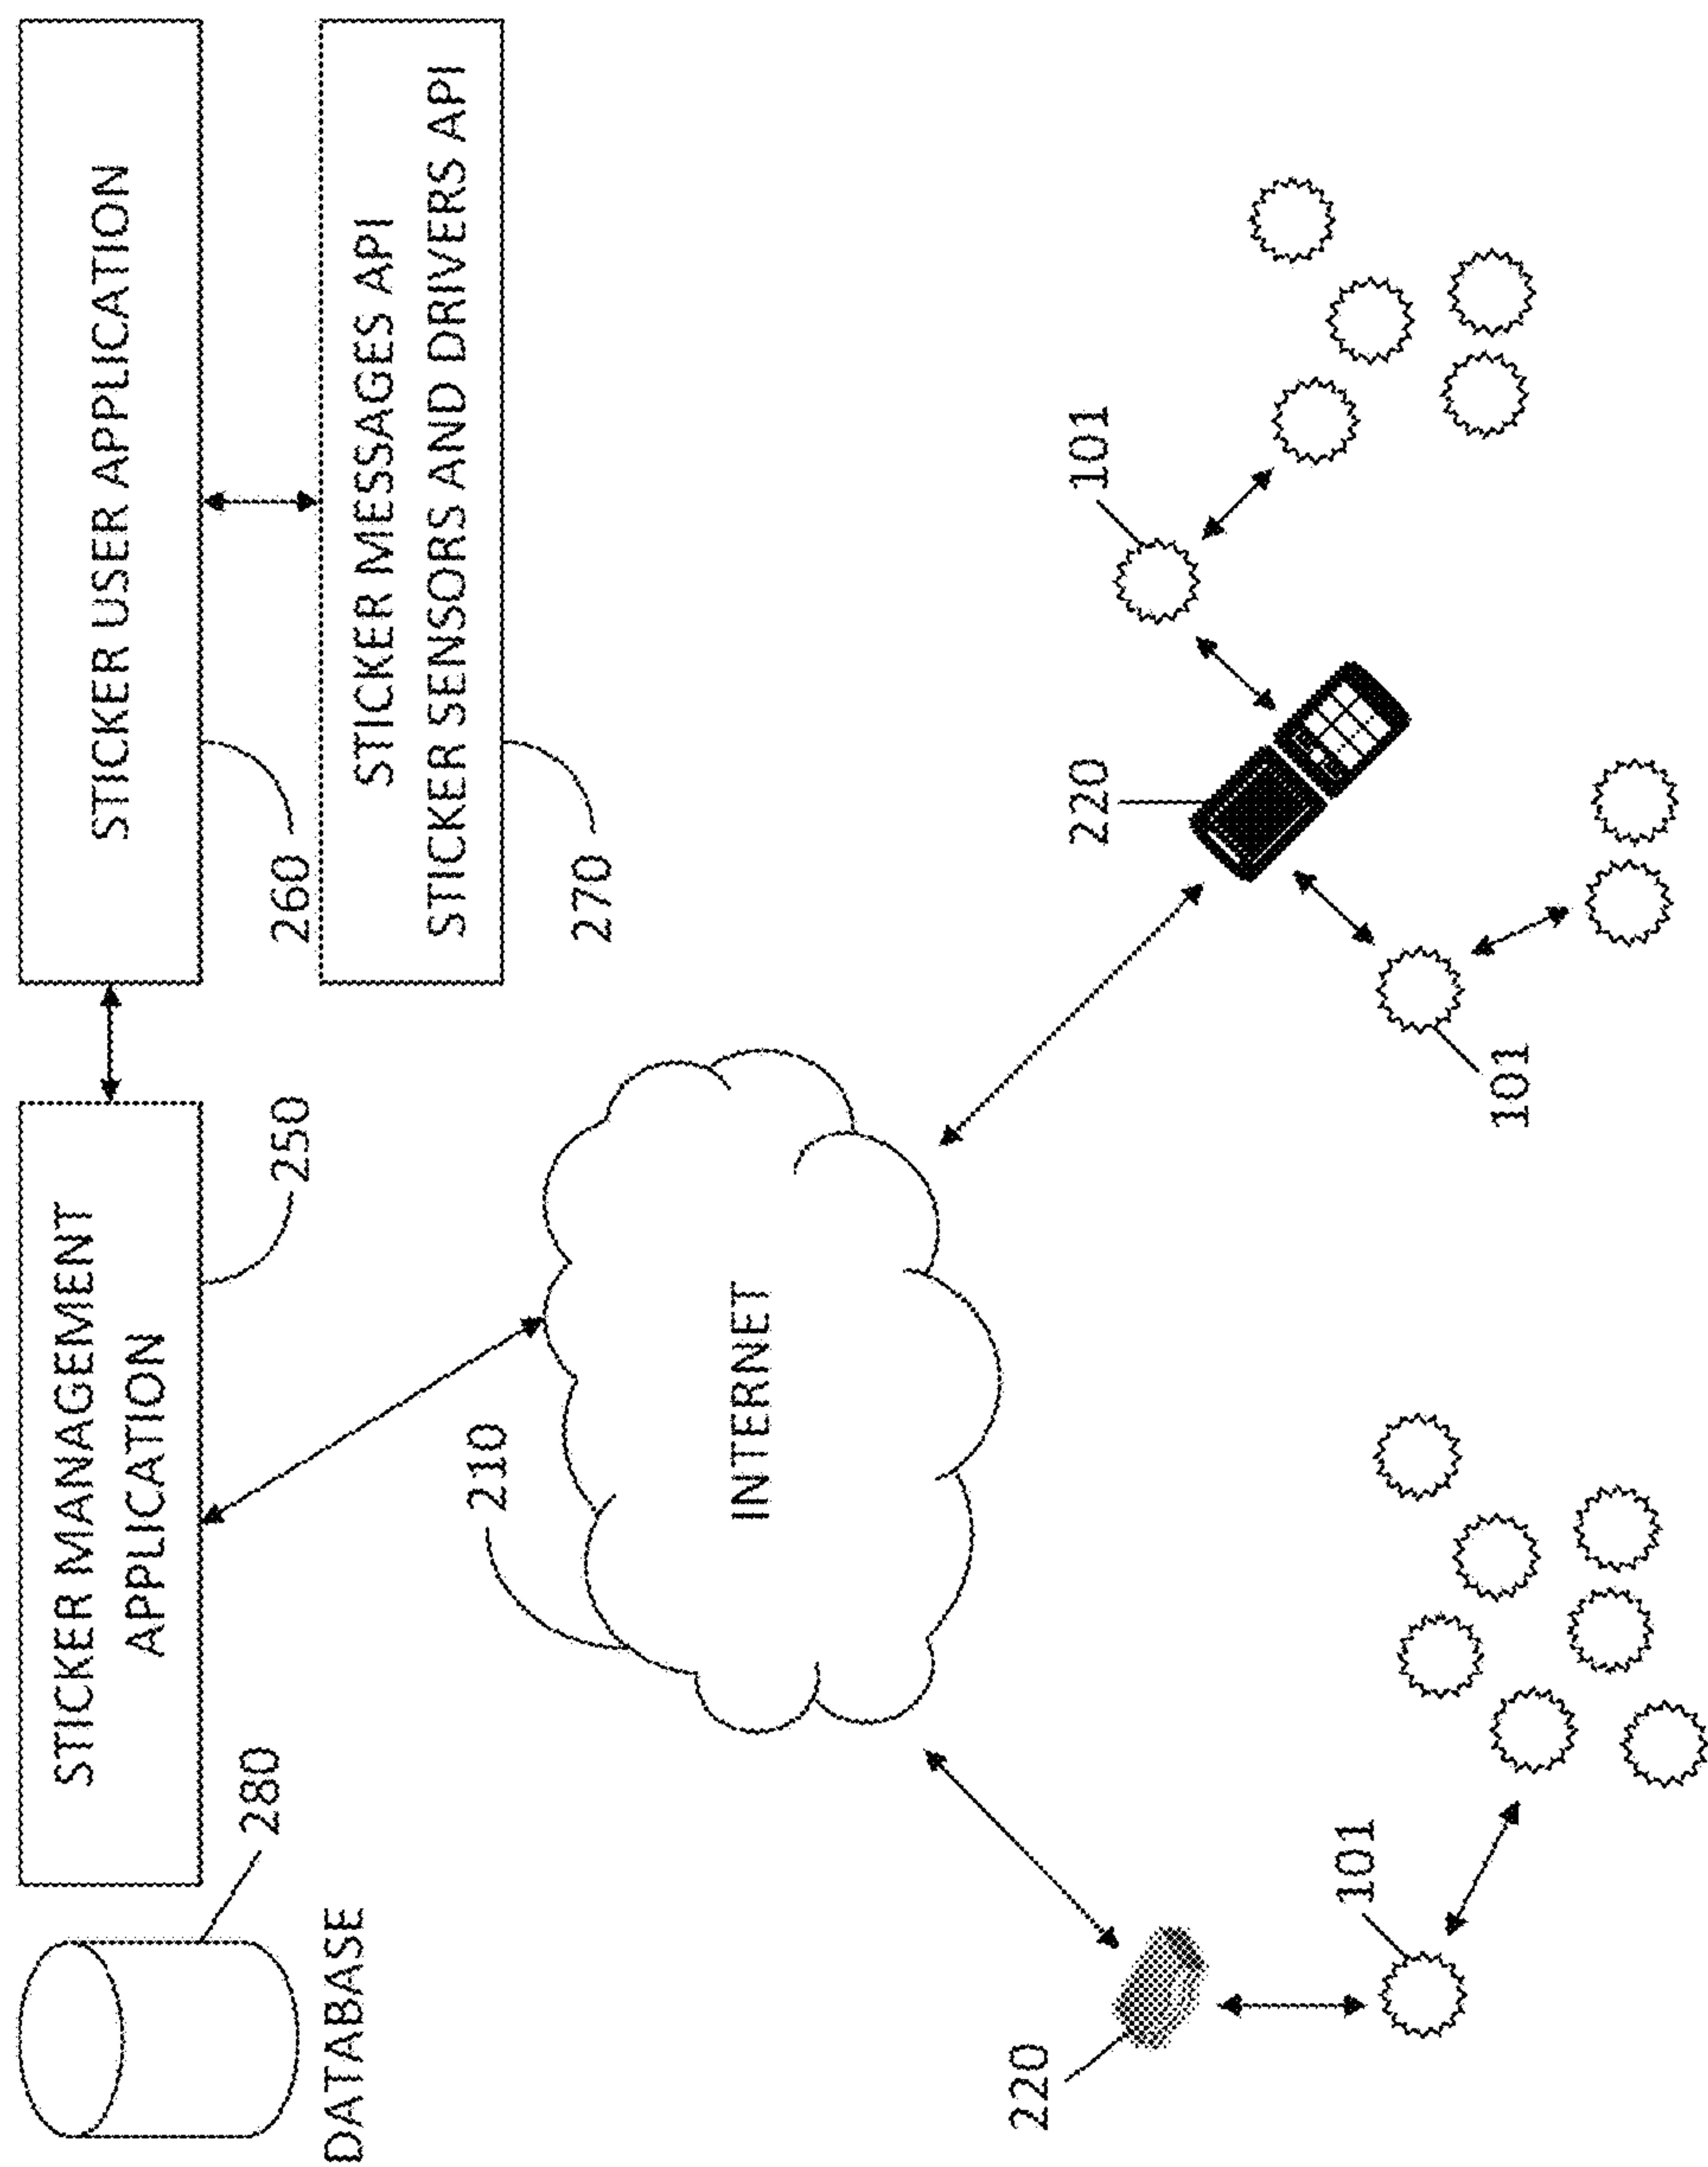 DATABASE
280
STICKER MANAGEMENT
APPLICATION
250
STICKER USER APPLICATION
260
STICKER MESSAGES API
STICKER SENSORS AND DRIVERS API
270
210
INTERNET
220
101
220
101
101